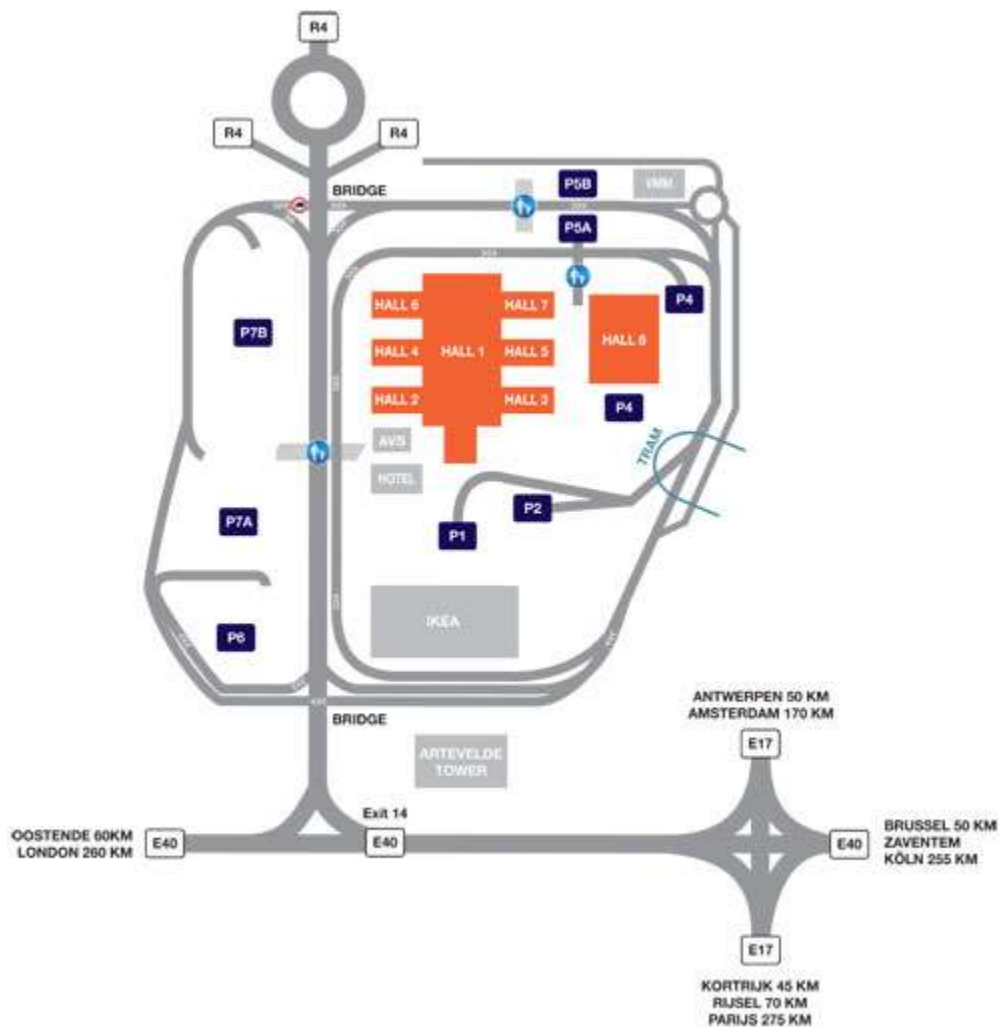 R4
R4
R4
BRIDGE
P5B
VMM
P5A
P4
HALL 6
HALL 7
P7B
HALL 4
HALL 1
HALL 5
HALL 8
HALL 2
HALL 3
P4
AVS
TRAM
HOTEL
P2
P7A
P1
IKEA
P6
BRIDGE
ANTWERPEN 50 KM
AMSTERDAM 170 KM
E17
ARTEVELDE
TOWER
Exit 14
OOSTENDE 60KM
LONDON 260 KM
E40
E40
E40
BRUSSEL 50 KM
ZAVENTEM
KÖLN 255 KM
E17
KORTRIJK 45 KM
RIJSEL 70 KM
PARIJS 275 KM